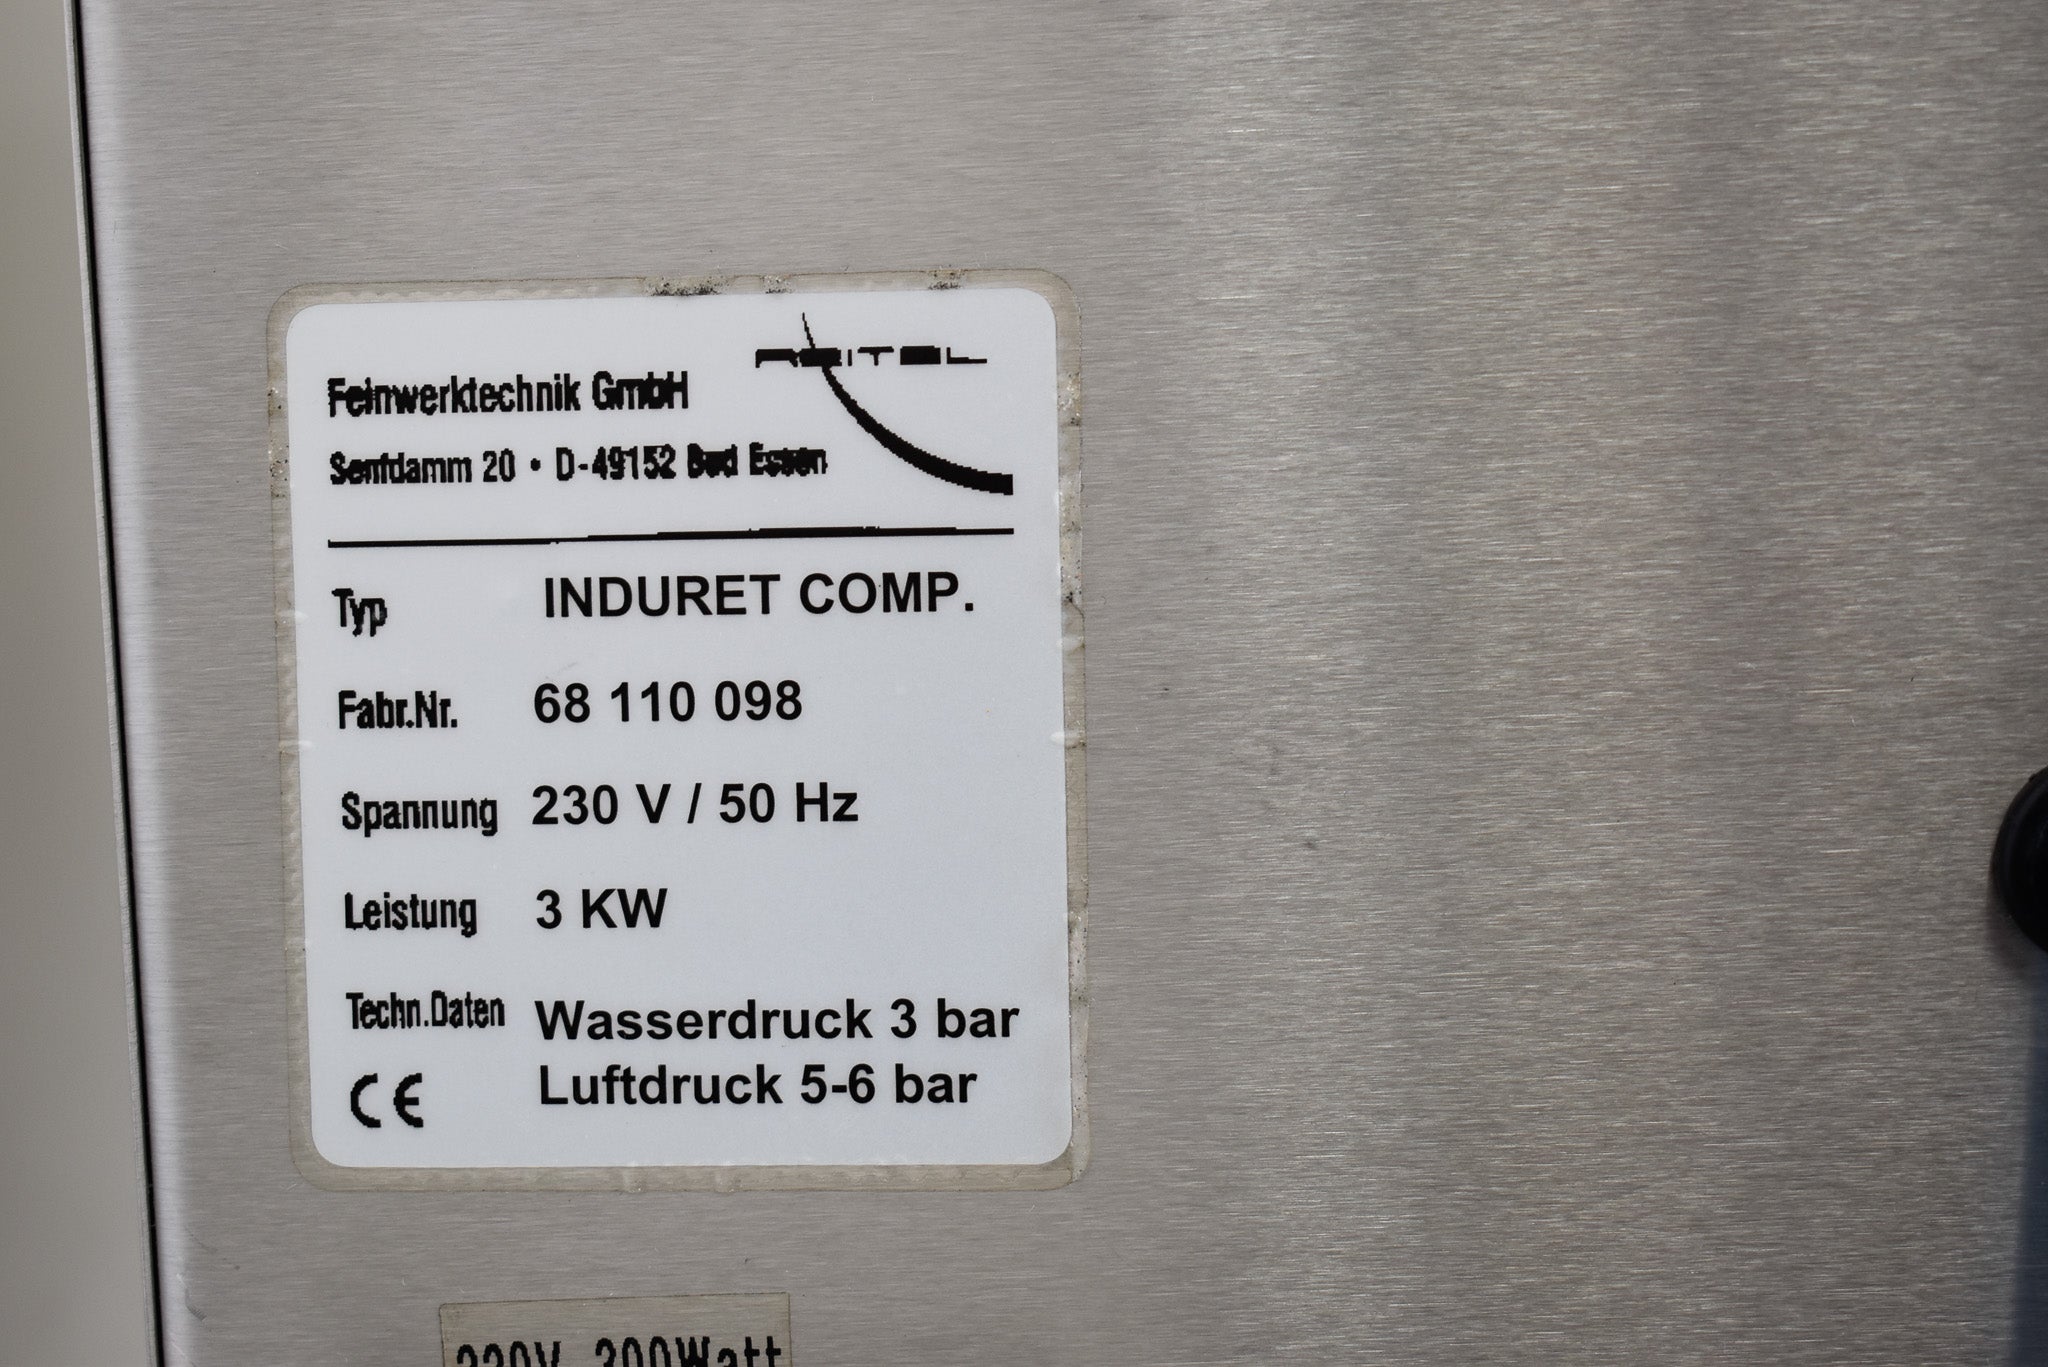 REITEL
Feinwerktechnik GmbH
Senfdamm 20 • D-49152 Bad Essen
Typ INDURET COMP.
Fabr.Nr. 68 110 098
Spannung 230 V / 50 Hz
Leistung 3 KW
Techn.Daten Wasserdruck 3 bar
CE Luftdruck 5-6 bar
300Watt